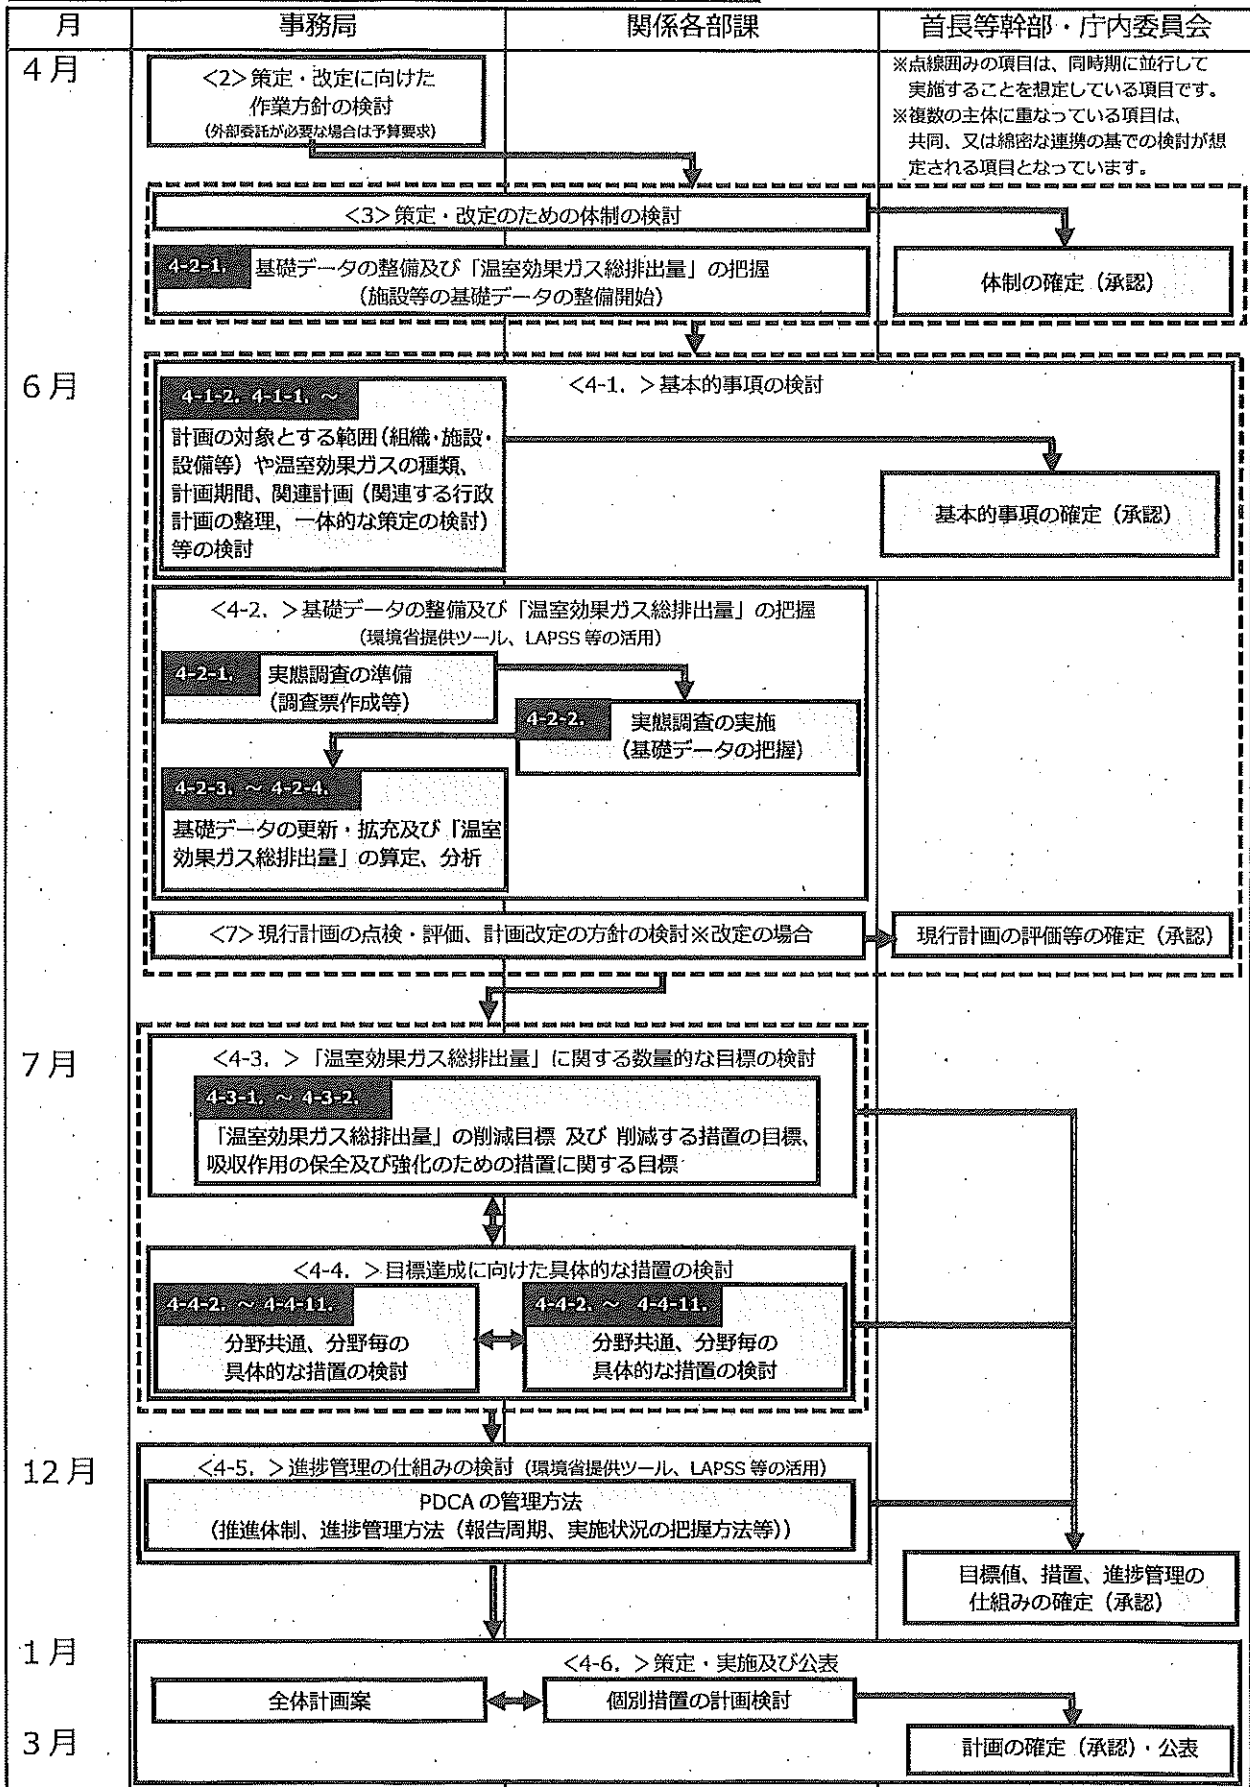 月
事務局
関係各部課
首長等幹部・庁内委員会
4月
<2>策定・改定に向けた
作業方針の検討
(外部委託が必要な場合は予算要求)
※点線囲みの項目は、同時期に並行して
実施することを想定している項目です。
※複数の主体に重なっている項目は、
共同、又は綿密な連携の基での検討が想
定される項目となっています。
<3>策定・改定のための体制の検討
4-2-1. 基礎データの整備及び「温室効果ガス総排出量」の把握
(施設等の基礎データの整備開始)
体制の確定(承認)
6月
<4-1. >基本的事項の検討
4-1-2. 4-1-1. ~
計画の対象とする範囲(組織・施設・
設備等)や温室効果ガスの種類、
計画期間、関連計画(関連する行政
計画の整理、一体的な策定の検討)
等の検討
基本的事項の確定(承認)
<4-2. >基礎データの整備及び「温室効果ガス総排出量」の把握
(環境省提供ツール、LAPSS 等の活用)
4-2-1. 実態調査の準備
(調査票作成等)
4-2-2. 実態調査の実施
(基礎データの把握)
4-2-3. ~ 4-2-4.
基礎データの更新・拡充及び「温室
効果ガス総排出量」の算定、分析
<7>現行計画の点検・評価、計画改定の方針の検討※改定の場合
現行計画の評価等の確定(承認)
7月
<4-3. >「温室効果ガス総排出量」に関する数量的な目標の検討
4-3-1. ~ 4-3-2.
「温室効果ガス総排出量」の削減目標 及び 削減する措置の目標、
吸収作用の保全及び強化のための措置に関する目標
<4-4. >目標達成に向けた具体的な措置の検討
4-4-2. ~ 4-4-11.
分野共通、分野毎の
具体的な措置の検討
4-4-2. ~ 4-4-11.
分野共通、分野毎の
具体的な措置の検討
12月
<4-5. >進捗管理の仕組みの検討(環境省提供ツール、LAPSS 等の活用)
PDCA の管理方法
(推進体制、進捗管理方法(報告周期、実施状況の把握方法等))
目標値、措置、進捗管理の
仕組みの確定(承認)
1月
<4-6. >策定・実施及び公表
全体計画案
個別措置の計画検討
3月
計画の確定(承認)・公表